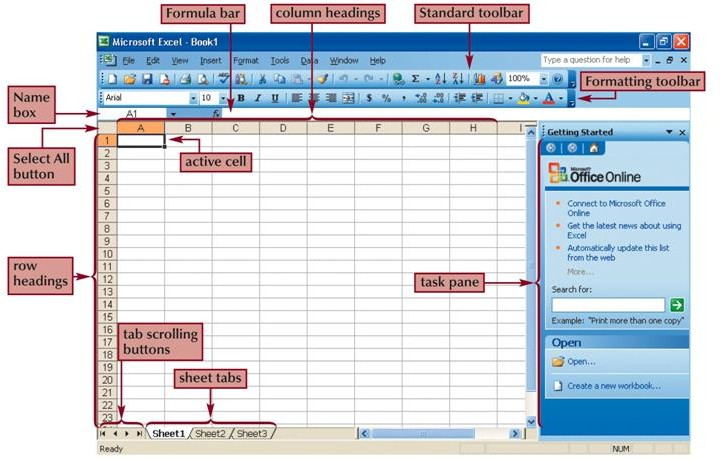 Formula bar
column headings
Standard toolbar
Microsoft Excel - Book1
File Edit View Insert Format Tools Data Window Help
Type a question for help
100%
Formatting toolbar
Arial
10
B I U
$ % ,
Name
box
A1
fx
Select All
button
A B C D E F G H I
Getting Started
1
active cell
2
3
Microsoft
Office Online
4
5
6
Connect to Microsoft Office
Online
7
8
Get the latest news about using
Excel
9
10
Automatically update this list
from the web
row
headings
11
More...
12
task pane
13
Search for:
14
15
Example: "Print more than one copy"
16
tab scrolling
buttons
17
Open
18
19
Open...
20
sheet tabs
21
Create a new workbook...
22
23
Sheet1 Sheet2 Sheet3
Ready
NUM